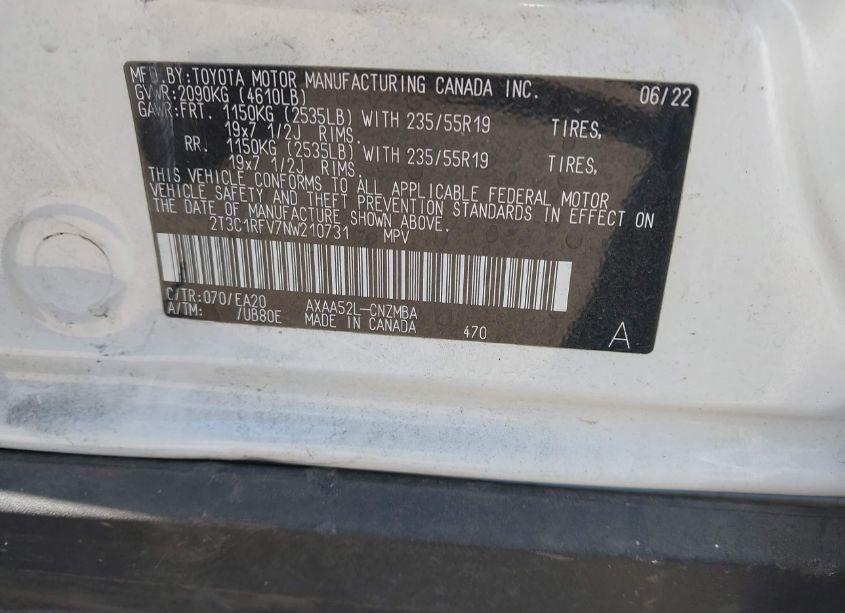 MFD.BY:TOYOTA MOTOR MANUFACTURING CANADA INC. 06/22
GVWR:2090KG (4610LB)
GAWR:FRT. 1150KG (2535LB) WITH 235/55R19 TIRES,
19x7 1/2J RIMS.
RR. 1150KG (2535LB) WITH 235/55R19 TIRES,
19x7 1/2J RIMS.
THIS VEHICLE CONFORMS TO ALL APPLICABLE FEDERAL MOTOR
VEHICLE SAFETY AND THEFT PREVENTION STANDARDS IN EFFECT ON
THE DATE OF MANUFACTURE SHOWN ABOVE.
2T3C1RFV7NW210731 MPV
C/TR:070/EA20 AXAA52L-CNZMBA
A/TM: /UB80E MADE IN CANADA 470 A